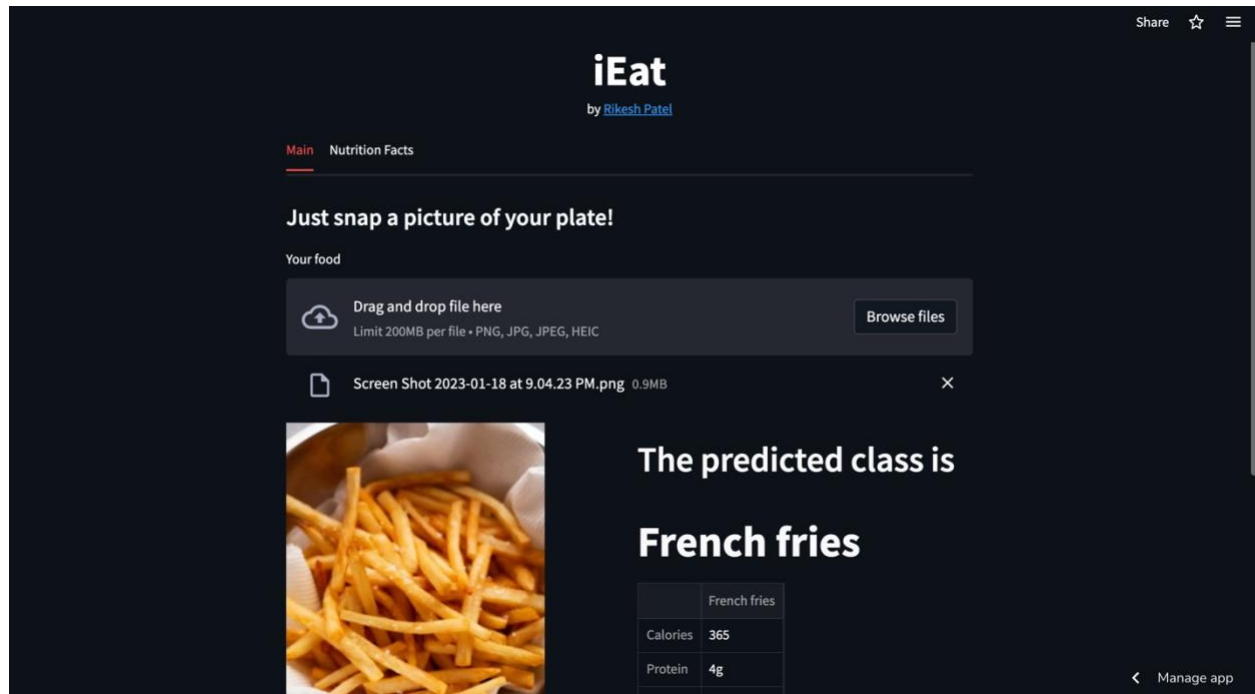 Share
iEat
by Rikesh Patel
Main Nutrition Facts
Just snap a picture of your plate!
Your food
Drag and drop file here
Limit 200MB per file • PNG, JPG, JPEG, HEIC
Browse files
Screen Shot 2023-01-18 at 9.04.23 PM.png 0.9MB
The predicted class is
French fries
French fries
Calories 365
Protein 4g
Manage app